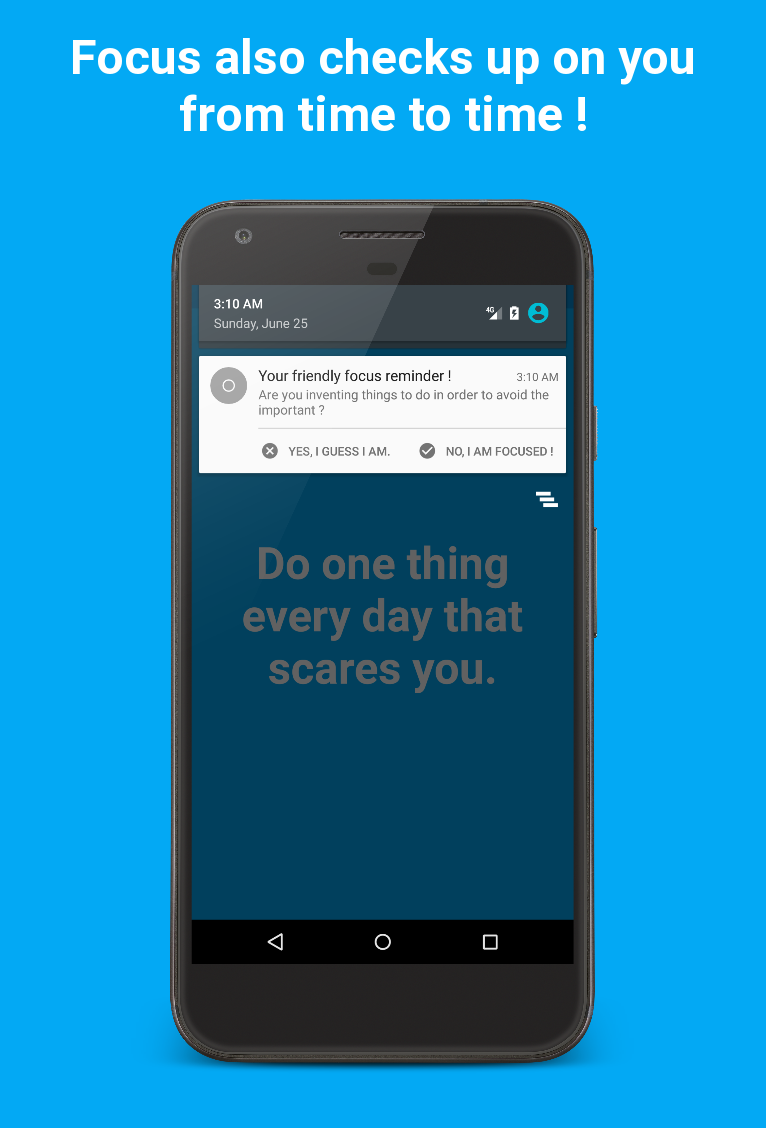 Focus also checks up on you
from time to time !
3:10 AM
Sunday, June 25
4G
Your friendly focus reminder !
3:10 AM
Are you inventing things to do in order to avoid the
important ?
YES, I GUESS I AM.
NO, I AM FOCUSED !
Do one thing
every day that
scares you.